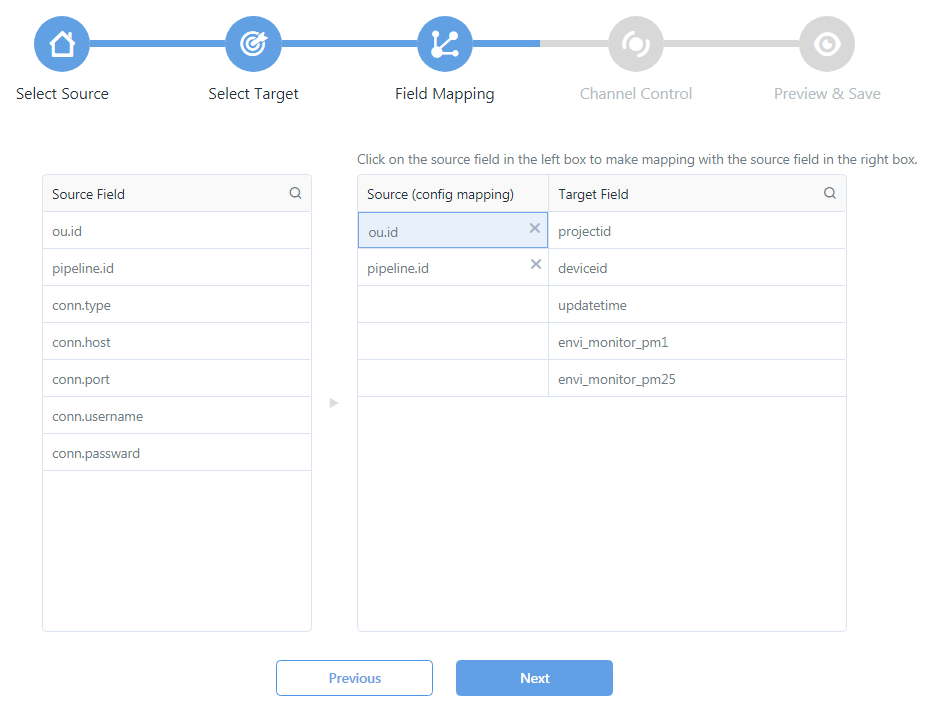 Select Source
Select Target
Field Mapping
Channel Control
Preview & Save
Click on the source field in the left box to make mapping with the source field in the right box.
Source Field
ou.id
pipeline.id
conn.type
conn.host
conn.port
conn.username
conn.passward
Source (config mapping) Target Field
ou.id projectid
pipeline.id deviceid
updatetime
envi_monitor_pm1
envi_monitor_pm25
Previous
Next